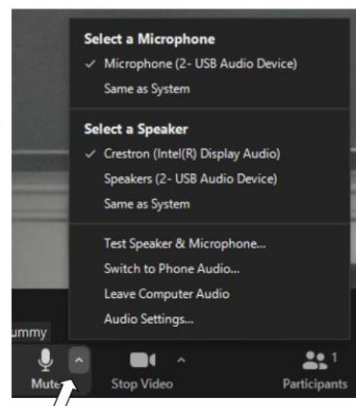 Select a Microphone
✓ Microphone (2- USB Audio Device)
Same as System
Select a Speaker
✓ Crestron (Intel(R) Display Audio)
Speakers (2- USB Audio Device)
Same as System
Test Speaker & Microphone...
Switch to Phone Audio...
Leave Computer Audio
Audio Settings...
ummy
1
Mute Stop Video Participants